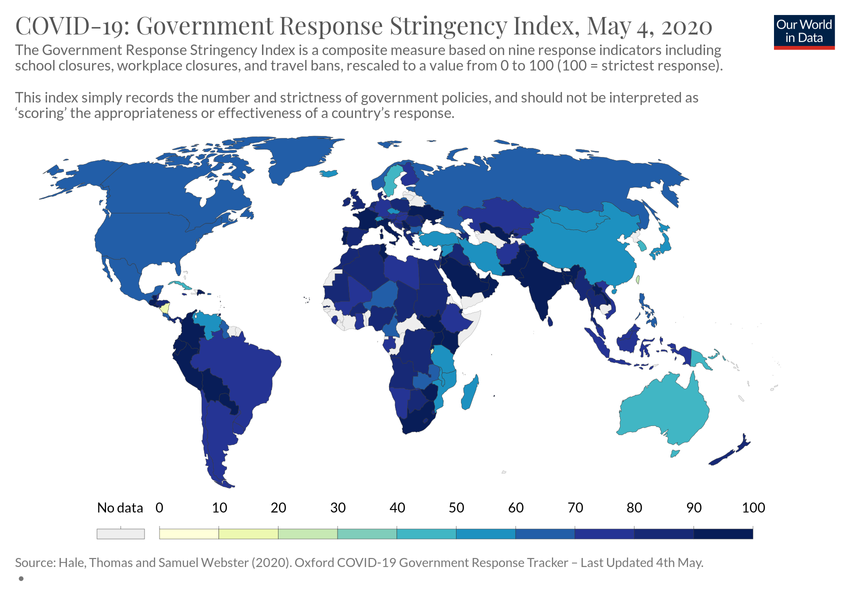 COVID-19: Government Response Stringency Index, May 4, 2020
Our World
in Data
The Government Response Stringency Index is a composite measure based on nine response indicators including
school closures, workplace closures, and travel bans, rescaled to a value from 0 to 100 (100 = strictest response).
This index simply records the number and strictness of government policies, and should not be interpreted as
‘scoring’ the appropriateness or effectiveness of a country’s response.
No data 0 10 20 30 40 50 60 70 80 90 100
Source: Hale, Thomas and Samuel Webster (2020). Oxford COVID-19 Government Response Tracker – Last Updated 4th May.
•